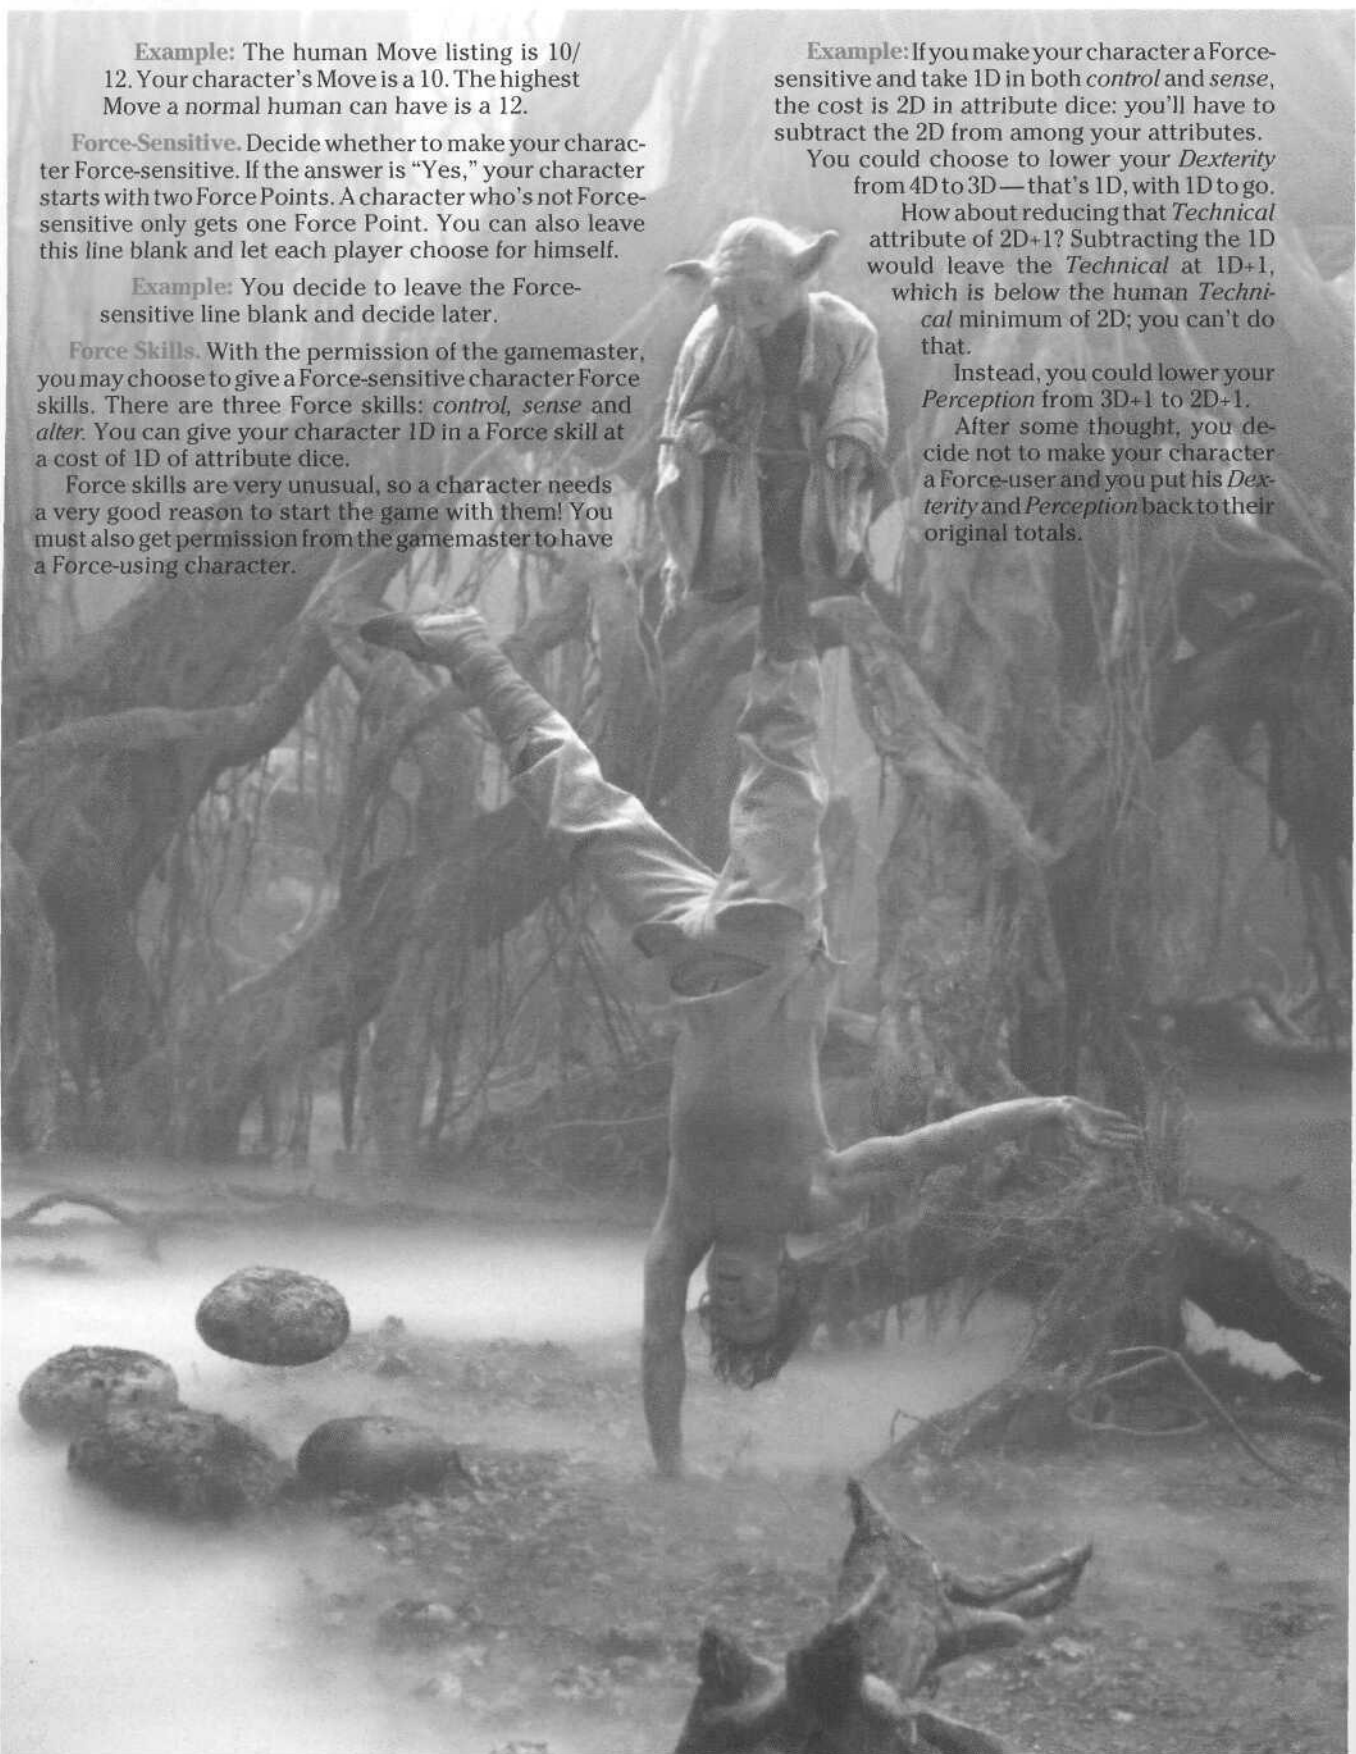 Example: The human Move listing is 10/
12. Your character's Move is a 10. The highest
Move a normal human can have is a 12.
Force-Sensitive. Decide whether to make your charac-
ter Force-sensitive. If the answer is “Yes,” your character
starts with two Force Points. A character who's not Force-
sensitive only gets one Force Point. You can also leave
this line blank and let each player choose for himself.
Example: You decide to leave the Force-
sensitive line blank and decide later.
Force Skills. With the permission of the gamemaster,
you may choose to give a Force-sensitive character Force
skills. There are three Force skills: control, sense and
alter. You can give your character 1D in a Force skill at
a cost of 1D of attribute dice.
Force skills are very unusual, so a character needs
a very good reason to start the game with them! You
must also get permission from the gamemaster to have
a Force-using character.
Example: If you make your character a Force-
sensitive and take 1D in both control and sense,
the cost is 2D in attribute dice: you'll have to
subtract the 2D from among your attributes.
You could choose to lower your Dexterity
from 4D to 3D—that's 1D, with 1D to go.
How about reducing that Technical
attribute of 2D+1? Subtracting the 1D
would leave the Technical at 1D+1,
which is below the human Techni-
cal minimum of 2D; you can't do
that.
Instead, you could lower your
Perception from 3D+1 to 2D+1.
After some thought, you de-
cide not to make your character
a Force-user and you put his Dex-
terity and Perception back to their
original totals.